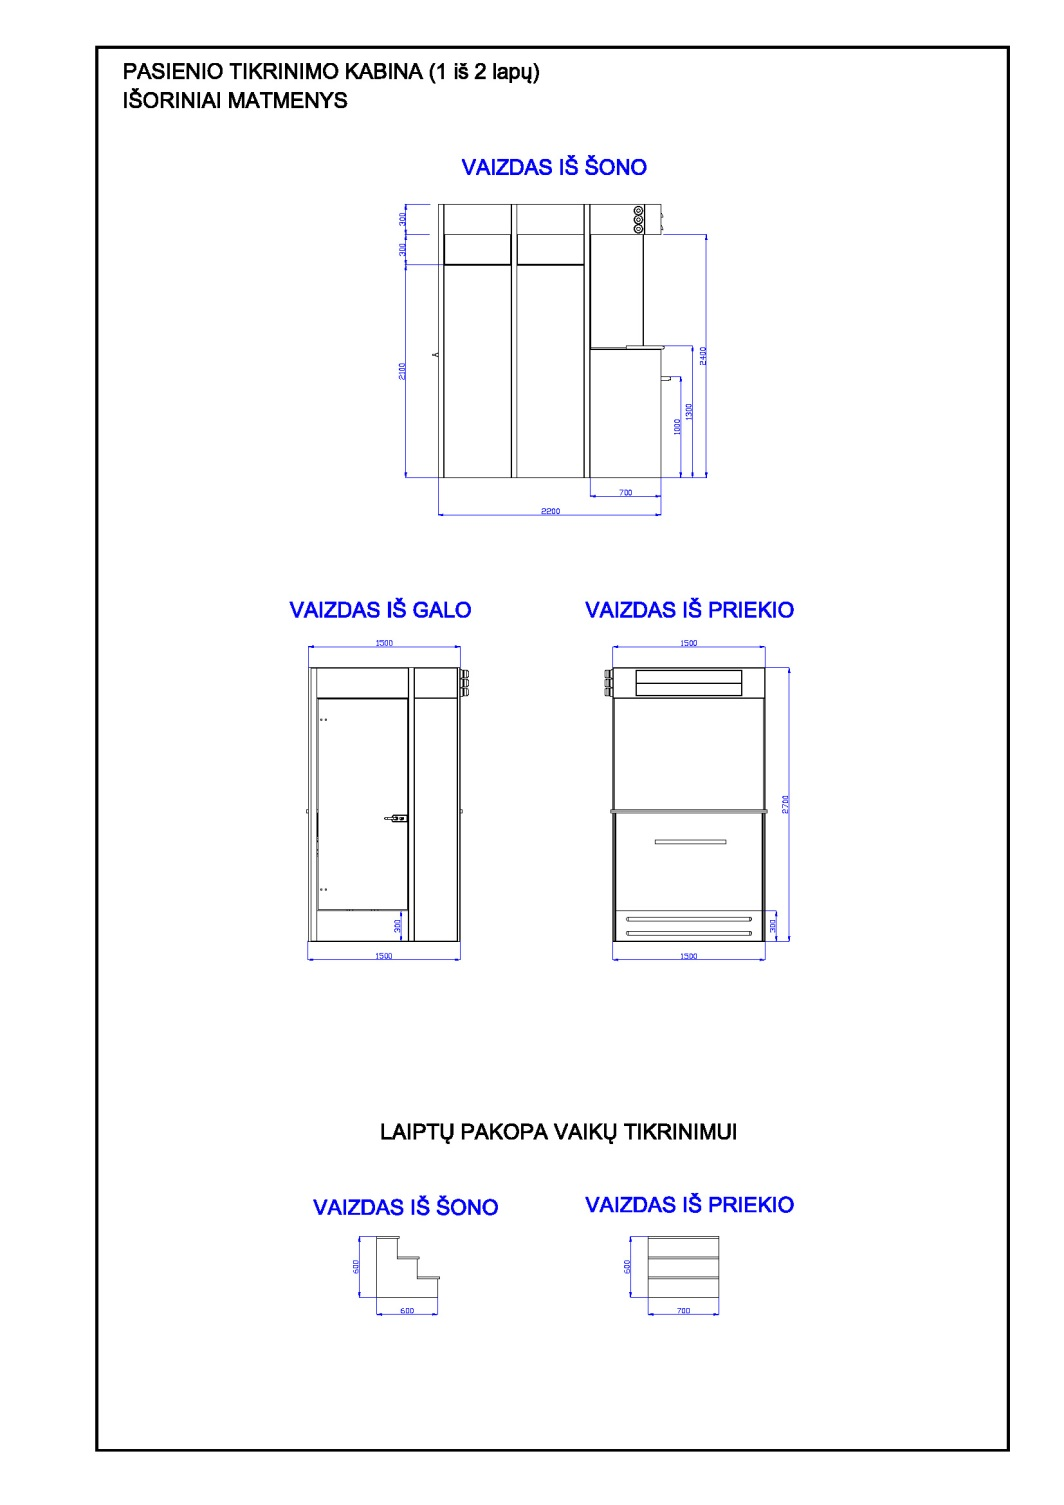 PASIENIO TIKRINIMO KABINA (1 iš 2 lapų)
IŠORINIAI MATMENYS
VAIZDAS IŠ ŠONO
300
300
2100
2400
1300
1000
700
2200
VAIZDAS IŠ GALO
VAIZDAS IŠ PRIEKIO
1500
1500
2700
300
300
1500
1500
LAIPTŲ PAKOPA VAIKŲ TIKRINIMUI
VAIZDAS IŠ ŠONO
VAIZDAS IŠ PRIEKIO
600
600
600
700